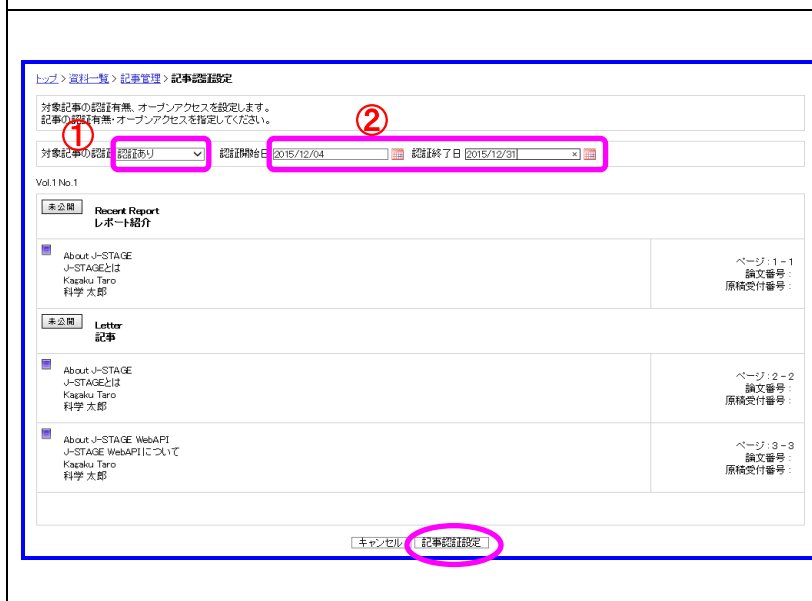 トップ > 資料一覧 > 記事管理 > 記事認証設定
対象記事の認証有無、オープンアクセスを設定します。
記事の認証有無・オープンアクセスを指定してください。
①
②
対象記事の認証 認証あり 認証開始日 2015/12/04 認証終了日 2015/12/31 ×
Vol.1 No.1
未公開 Recent Report
レポート紹介
About J-STAGE
J-STAGEとは
Kagaku Taro
科学 太郎
ページ : 1 - 1
論文番号 :
原稿受付番号 :
未公開 Letter
記事
About J-STAGE
J-STAGEとは
Kagaku Taro
科学 太郎
ページ : 2 - 2
論文番号 :
原稿受付番号 :
About J-STAGE WebAPI
J-STAGE WebAPIについて
Kagaku Taro
科学 太郎
ページ : 3 - 3
論文番号 :
原稿受付番号 :
キャンセル 記事認証設定